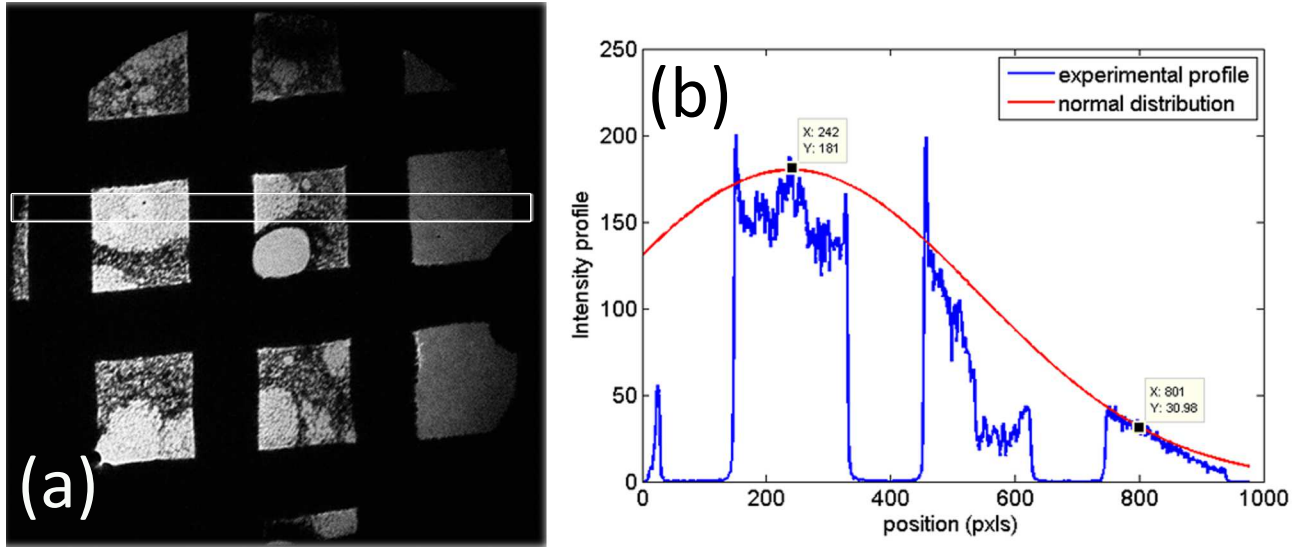 (a)
(b)
Intensity profile
250
200
150
100
50
0
experimental profile
normal distribution
X: 242
Y: 181
X: 801
Y: 30.98
0
200
400
600
800
1000
position (pxls)